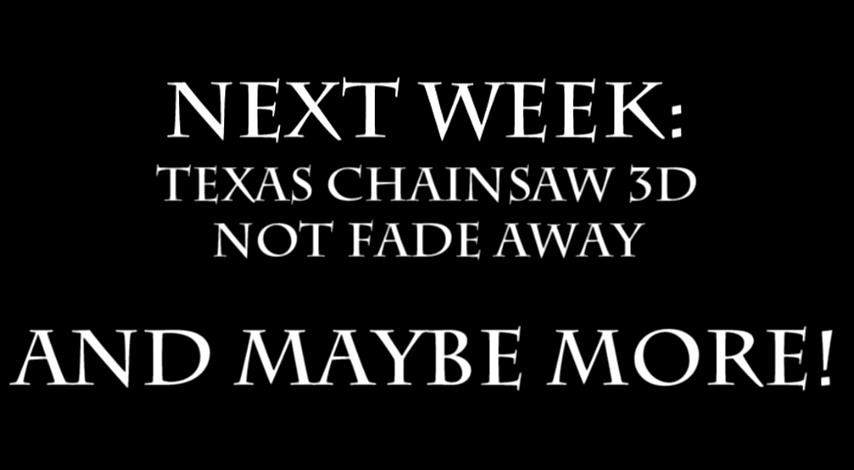 NEXT WEEK:
TEXAS CHAINSAW 3D
NOT FADE AWAY
AND MAYBE MORE!